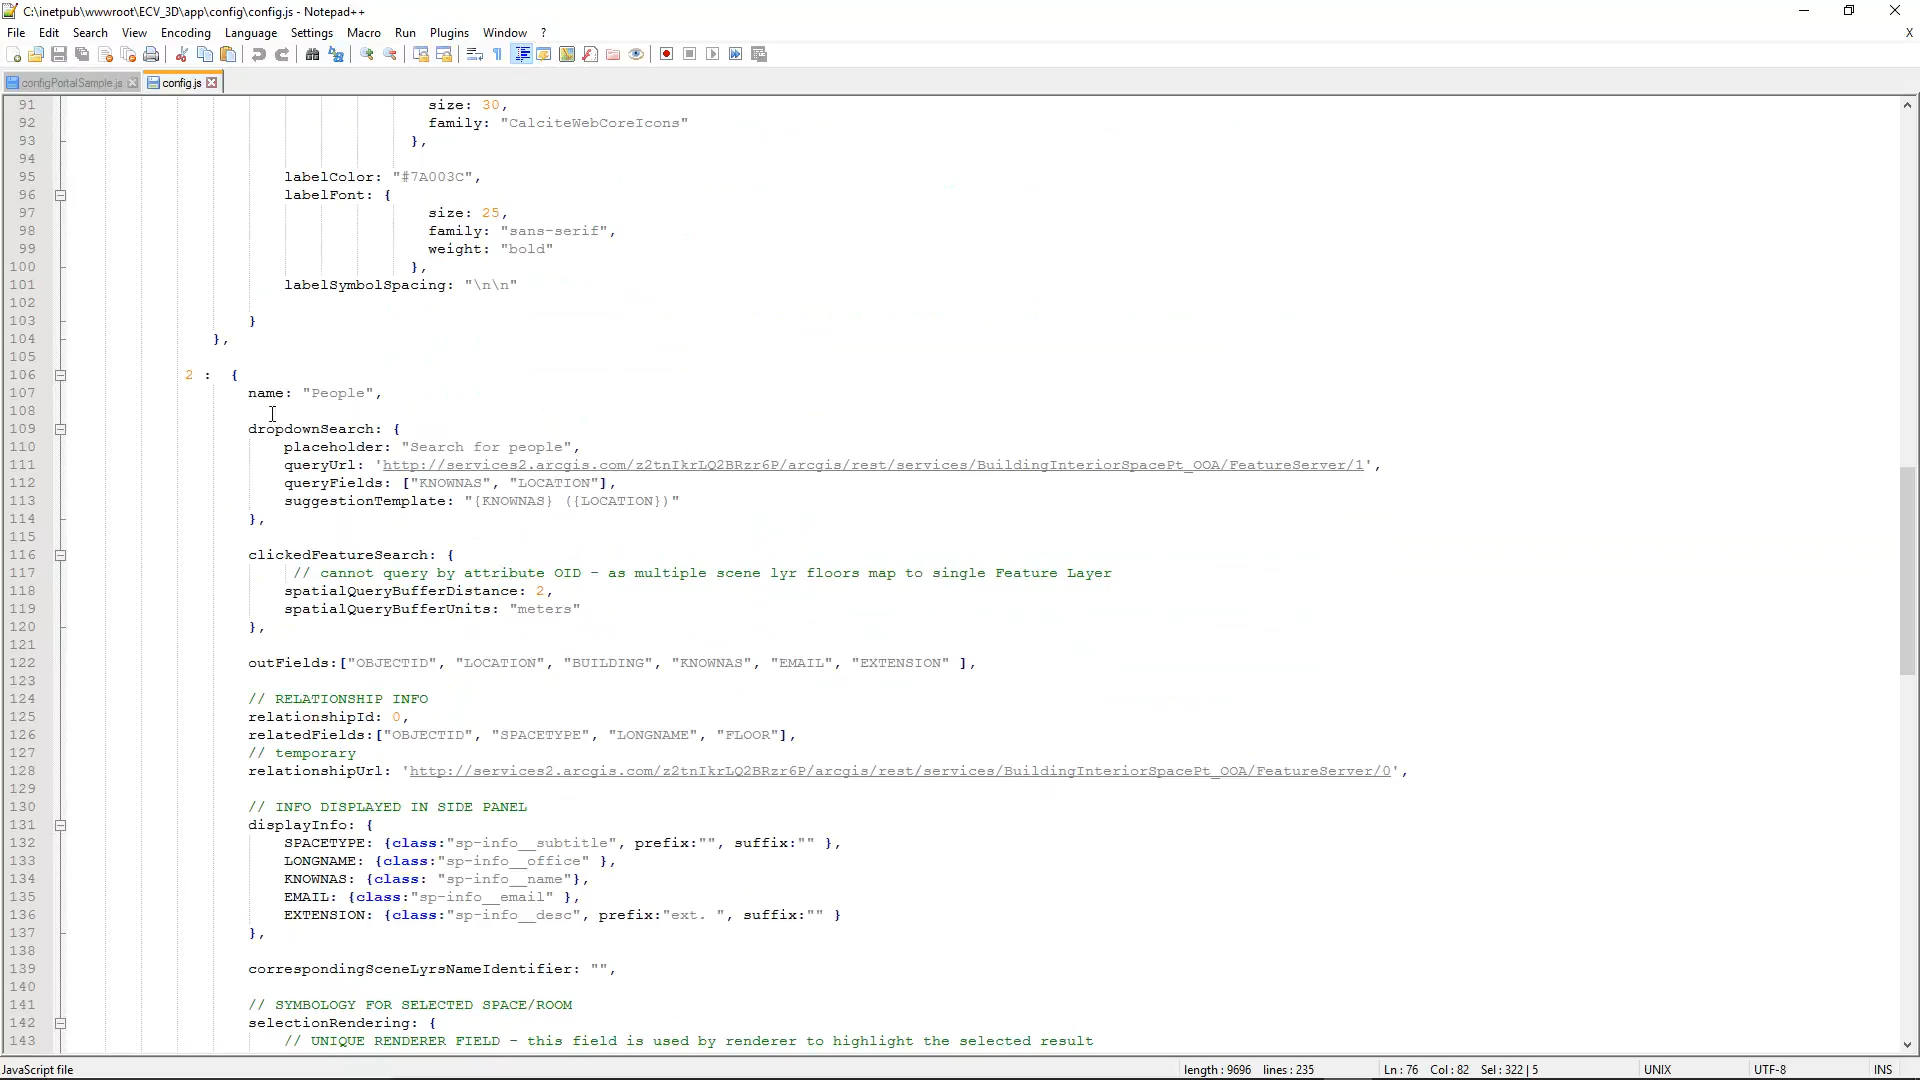 C:\inetpub\wwwroot\ECV_3D\app\config\config.js - Notepad++
File Edit Search View Encoding Language Settings Macro Run Plugins Window ? X
configPortalSample.js config.js
91 size: 30,
92 family: "CalciteWebCoreIcons"
93 },
94
95 labelColor: "#7A003C",
96 labelFont: {
97 size: 25,
98 family: "sans-serif",
99 weight: "bold"
100 },
101 labelSymbolSpacing: "\n\n"
102
103 }
104 },
105
106 2 : {
107 name: "People",
108
109 dropdownSearch: {
110 placeholder: "Search for people",
111 queryUrl: 'http://services2.arcgis.com/z2tnIkrLQ2BRzr6P/arcgis/rest/services/BuildingInteriorSpacePt_OOA/FeatureServer/1',
112 queryFields: ["KNOWNAS", "LOCATION"],
113 suggestionTemplate: "{KNOWNAS} ({LOCATION})"
114 },
115
116 clickedFeatureSearch: {
117 // cannot query by attribute OID - as multiple scene lyr floors map to single Feature Layer
118 spatialQueryBufferDistance: 2,
119 spatialQueryBufferUnits: "meters"
120 },
121
122 outFields:["OBJECTID", "LOCATION", "BUILDING", "KNOWNAS", "EMAIL", "EXTENSION" ],
123
124 // RELATIONSHIP INFO
125 relationshipId: 0,
126 relatedFields:["OBJECTID", "SPACETYPE", "LONGNAME", "FLOOR"],
127 // temporary
128 relationshipUrl: 'http://services2.arcgis.com/z2tnIkrLQ2BRzr6P/arcgis/rest/services/BuildingInteriorSpacePt_OOA/FeatureServer/0',
129
130 // INFO DISPLAYED IN SIDE PANEL
131 displayInfo: {
132 SPACETYPE: {class:"sp-info__subtitle", prefix:"", suffix:"" },
133 LONGNAME: {class:"sp-info__office" },
134 KNOWNAS: {class: "sp-info__name"},
135 EMAIL: {class:"sp-info__email" },
136 EXTENSION: {class:"sp-info__desc", prefix:"ext. ", suffix:"" }
137 },
138
139 correspondingSceneLyrsNameIdentifier: "",
140
141 // SYMBOLOGY FOR SELECTED SPACE/ROOM
142 selectionRendering: {
143 // UNIQUE RENDERER FIELD - this field is used by renderer to highlight the selected result
JavaScript file length : 9696 lines : 235 Ln : 76 Col : 82 Sel : 322 | 5 UNIX UTF-8 INS